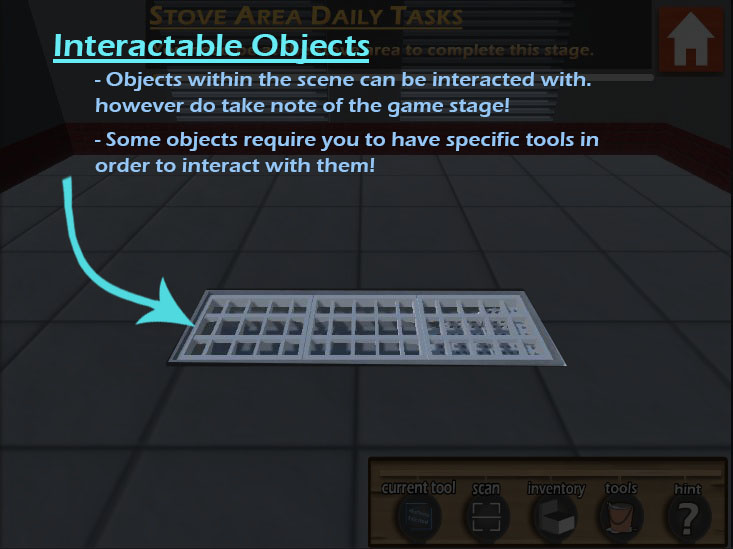 STOVE AREA DAILY TASKS
area to complete this stage.
Interactable Objects
- Objects within the scene can be interacted with.
however do take note of the game stage!
- Some objects require you to have specific tools in
order to interact with them!
current tool scan inventory tools hint
?